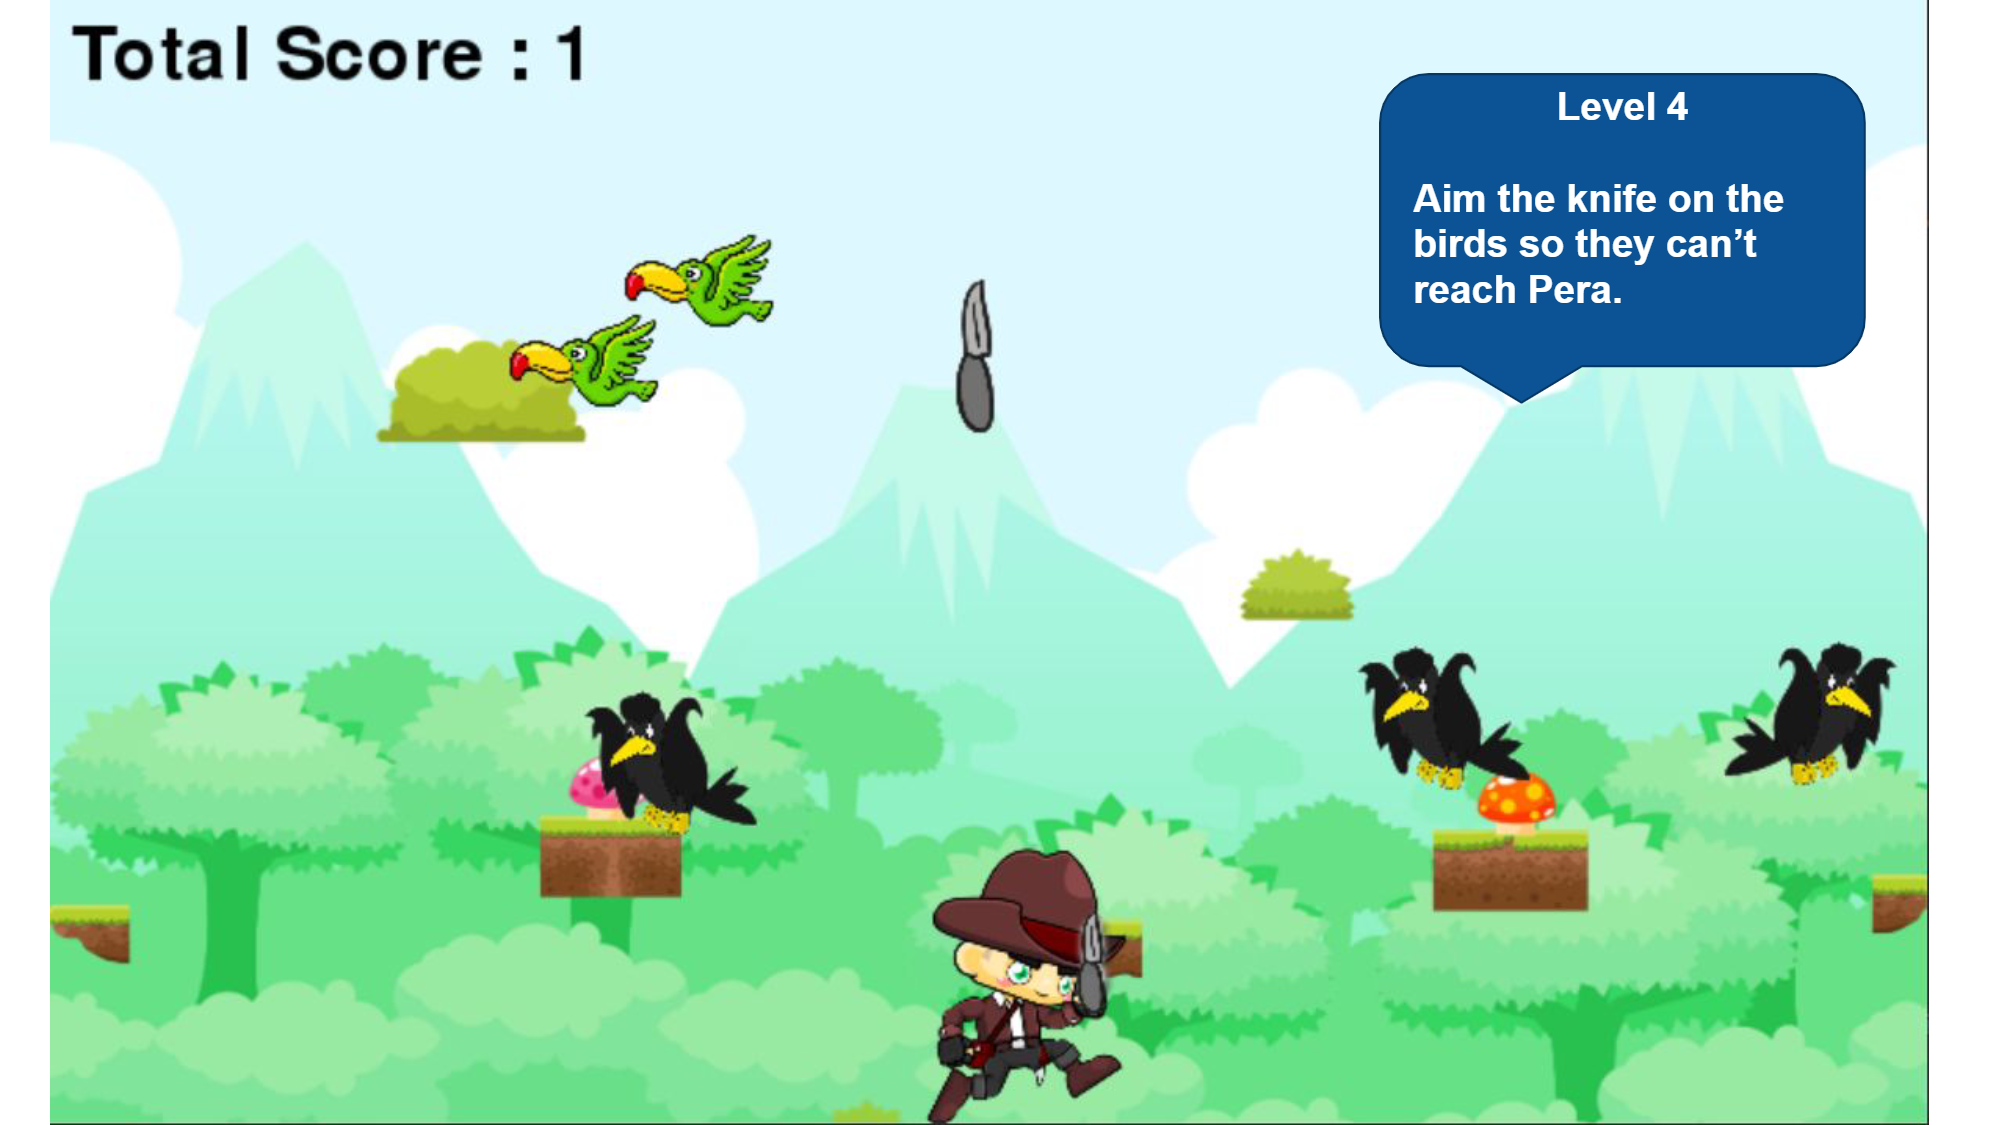 Total Score : 1
Level 4
Aim the knife on the
birds so they can’t
reach Pera.